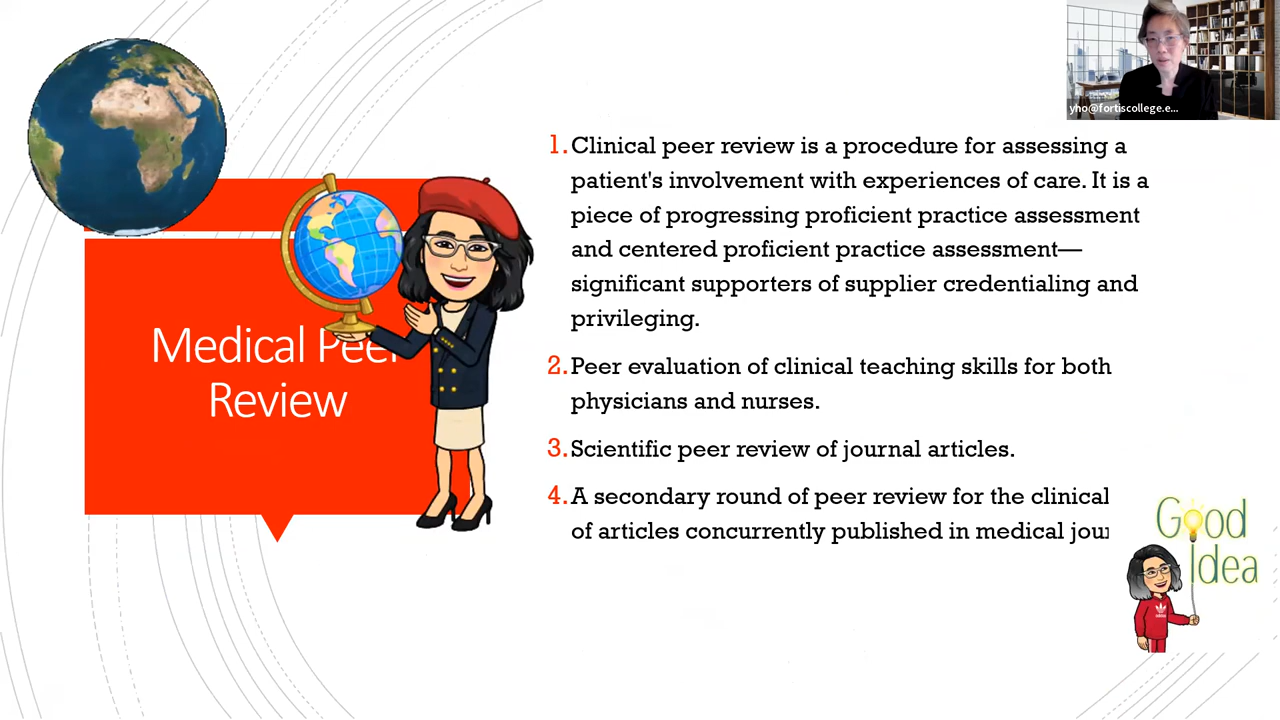 yho@fortiscollege.e...
Medical Peer
Review
1. Clinical peer review is a procedure for assessing a
patient's involvement with experiences of care. It is a
piece of progressing proficient practice assessment
and centered proficient practice assessment—
significant supporters of supplier credentialing and
privileging.
2. Peer evaluation of clinical teaching skills for both
physicians and nurses.
3. Scientific peer review of journal articles.
4. A secondary round of peer review for the clinical
of articles concurrently published in medical jour
Good
Idea